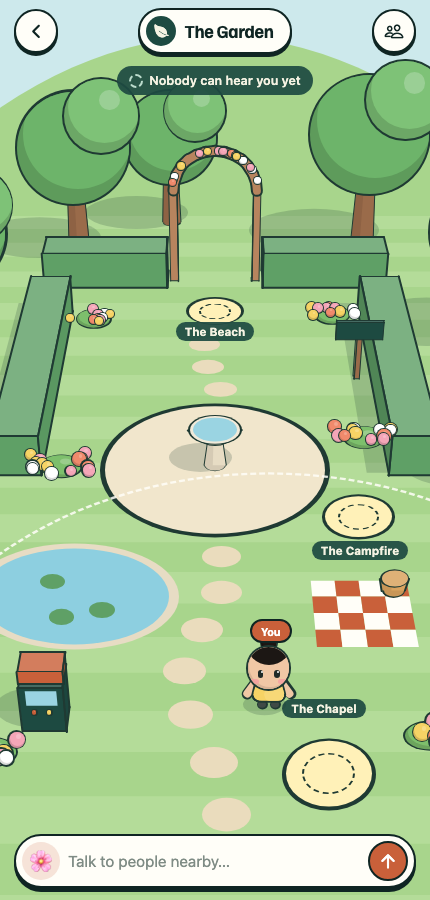 The Garden
Nobody can hear you yet
The Beach
The Campfire
You
The Chapel
Talk to people nearby...